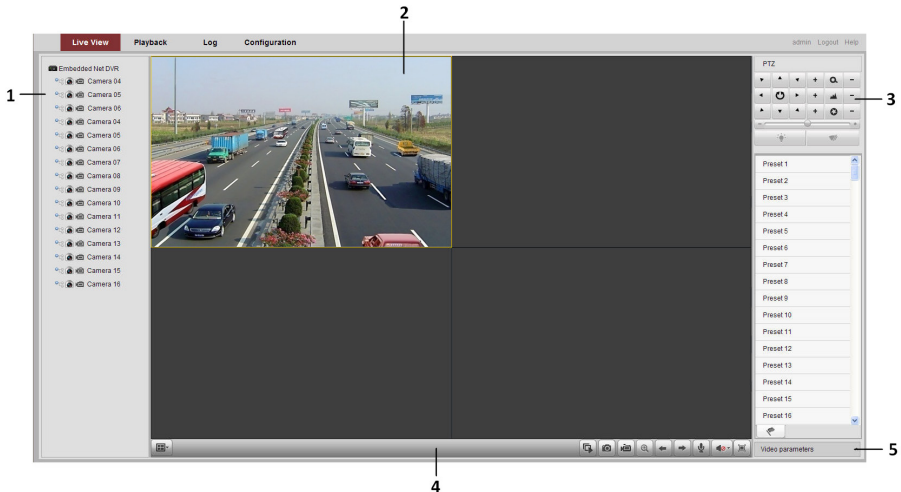 2
Live View Playback Log Configuration admin Logout Help
1
Embedded Net DVR
Camera 04
Camera 05
Camera 06
Camera 04
Camera 05
Camera 06
Camera 07
Camera 08
Camera 09
Camera 10
Camera 11
Camera 12
Camera 13
Camera 14
Camera 15
Camera 16
PTZ
3
Preset 1
Preset 2
Preset 3
Preset 4
Preset 5
Preset 6
Preset 7
Preset 8
Preset 9
Preset 10
Preset 11
Preset 12
Preset 13
Preset 14
Preset 15
Preset 16
Video parameters
5
4